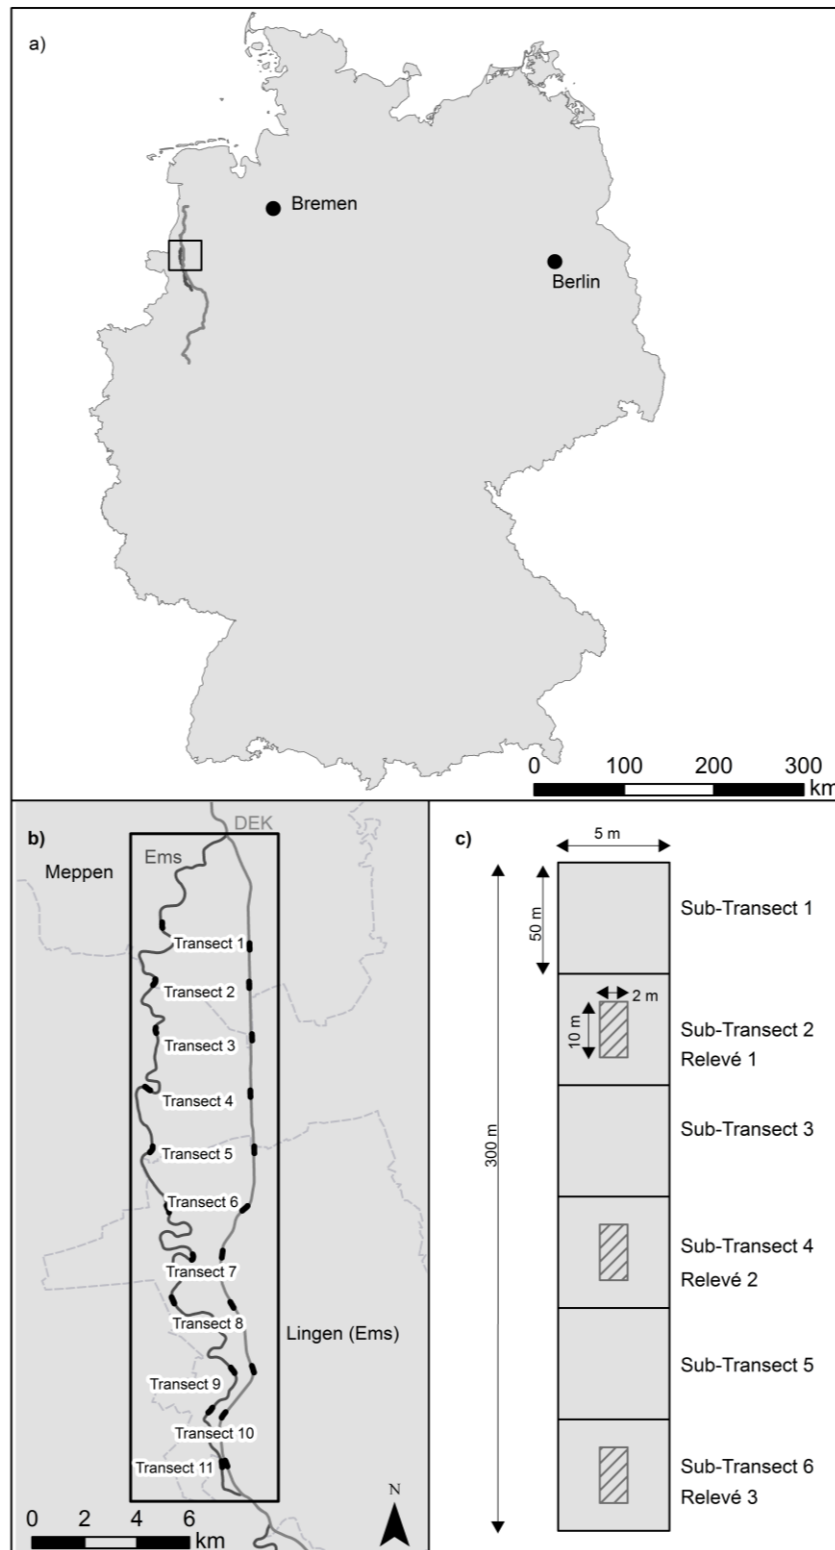 a)
Bremen
Berlin
0 100 200 300
km
b)
DEK
Ems
Meppen
Transect 1
Transect 2
Transect 3
Transect 4
Transect 5
Transect 6
Transect 7
Transect 8
Lingen (Ems)
Transect 9
Transect 10
Transect 11
N
0 2 4 6
km
c)
5 m
50 m
300 m
Sub-Transect 1
2 m
10 m
Sub-Transect 2
Relevé 1
Sub-Transect 3
Sub-Transect 4
Relevé 2
Sub-Transect 5
Sub-Transect 6
Relevé 3